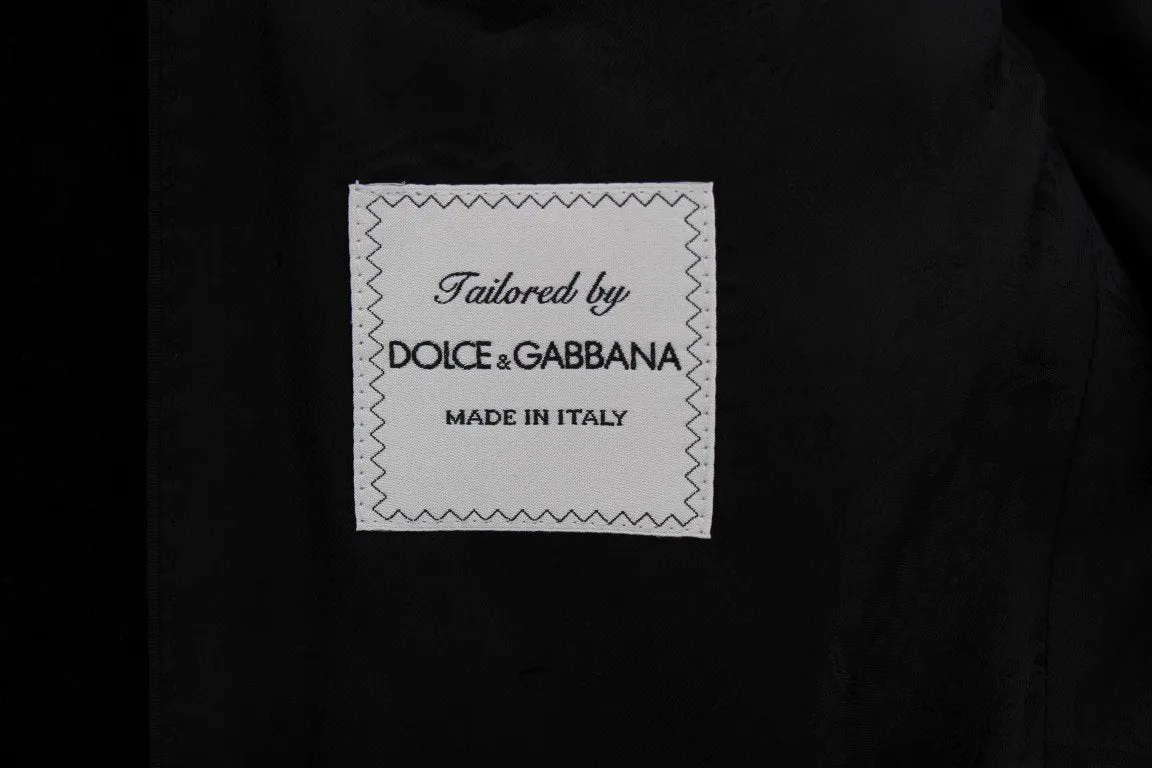 Tailored by
DOLCE & GABBANA
MADE IN ITALY